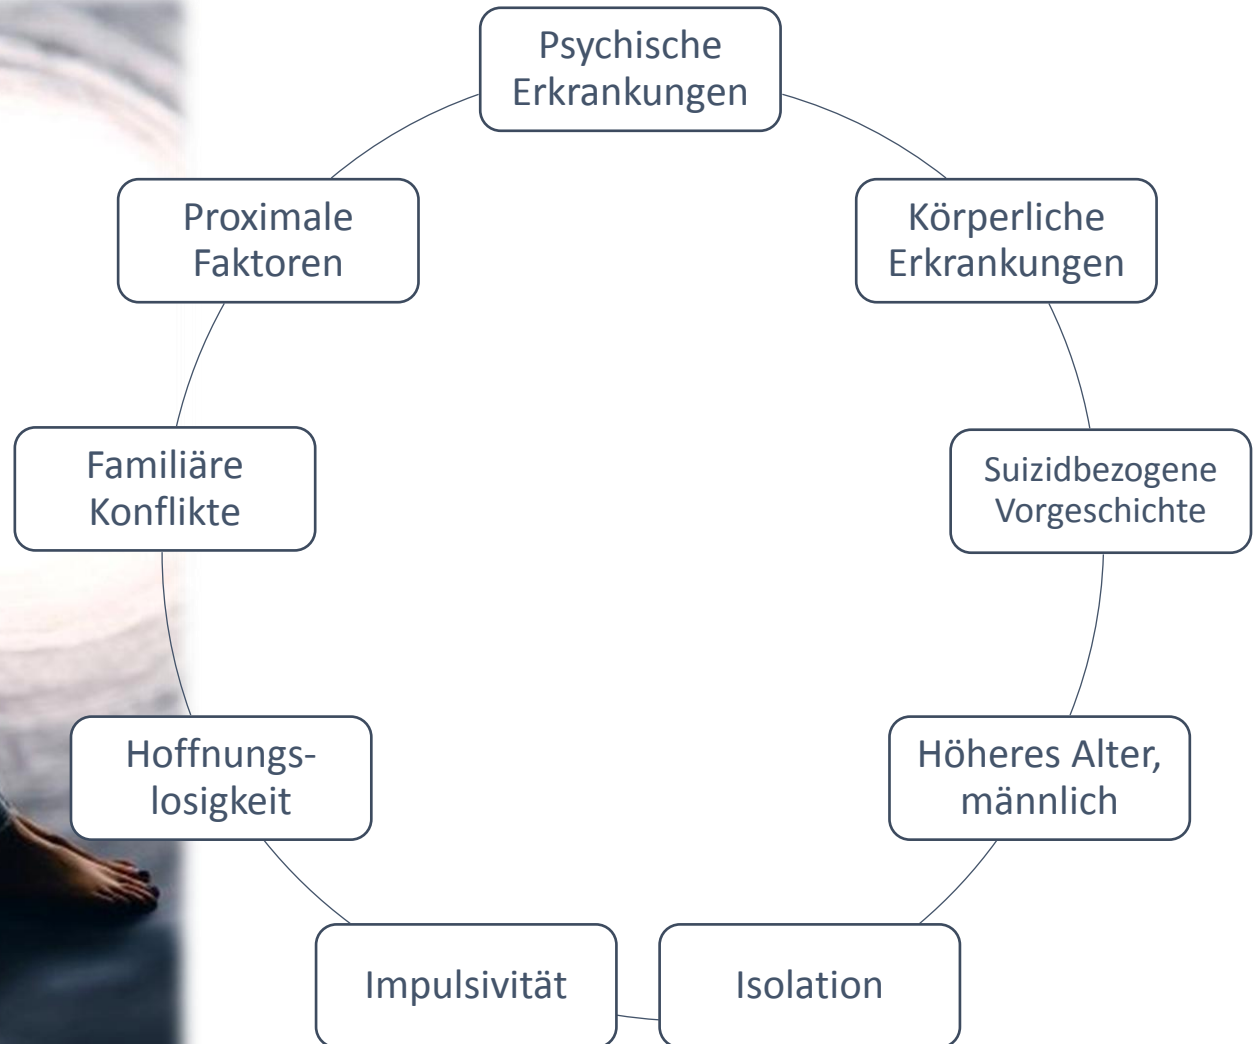 Psychische
Erkrankungen
Körperliche
Erkrankungen
Suizidbezogene
Vorgeschichte
Höheres Alter,
männlich
Isolation
Impulsivität
Hoffnungs-
losigkeit
Familiäre
Konflikte
Proximale
Faktoren